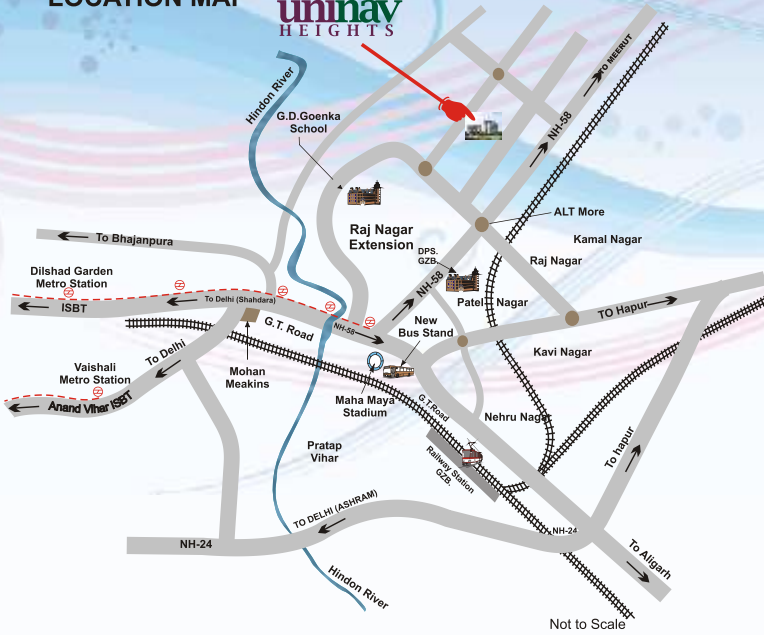 LOCATION MAP
uninav
HEIGHTS
Hindon River
G.D.Goenka
School
TO MEERUT
NH-58
ALT More
Raj Nagar
Extension
Kamal Nagar
DPS.
GZB.
Raj Nagar
To Bhajanpura
Dilshad Garden
Metro Station
ISBT
To Delhi (Shahdara)
NH-58
Patel Nagar
TO Hapur
G.T. Road
NH-58
New
Bus Stand
Kavi Nagar
To Delhi
Mohan
Meakins
Vaishali
Metro Station
Anand Vihar ISBT
Maha Maya
Stadium
G.T.Road
Nehru Nagar
Pratap
Vihar
Railway Station
GZB.
To hapur
TO DELHI (ASHRAM)
NH-24
NH-24
To Aligarh
Hindon River
Not to Scale